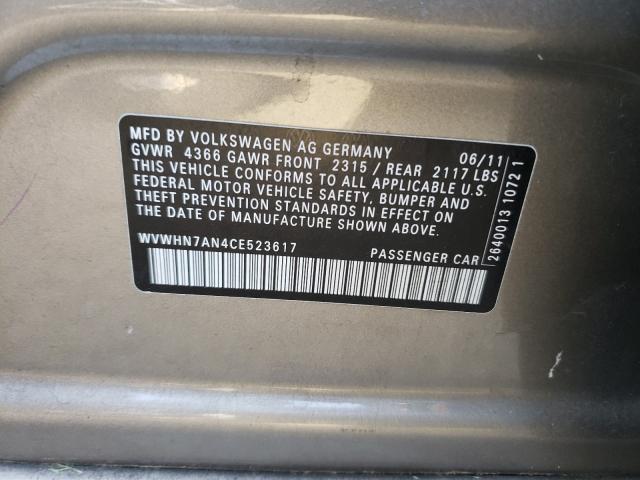 MFD BY VOLKSWAGEN AG GERMANY 06/11
GVWR 4366 GAWR FRONT 2315 / REAR 2117 LBS
THIS VEHICLE CONFORMS TO ALL APPLICABLE U.S.
FEDERAL MOTOR VEHICLE SAFETY, BUMPER AND
THEFT PREVENTION STANDARDS IN EFFECT ON
THE DATE OF MANUFACTURE SHOWN ABOVE.
WVWHN7AN4CE523617 PASSENGER CAR
2640013 1072 1